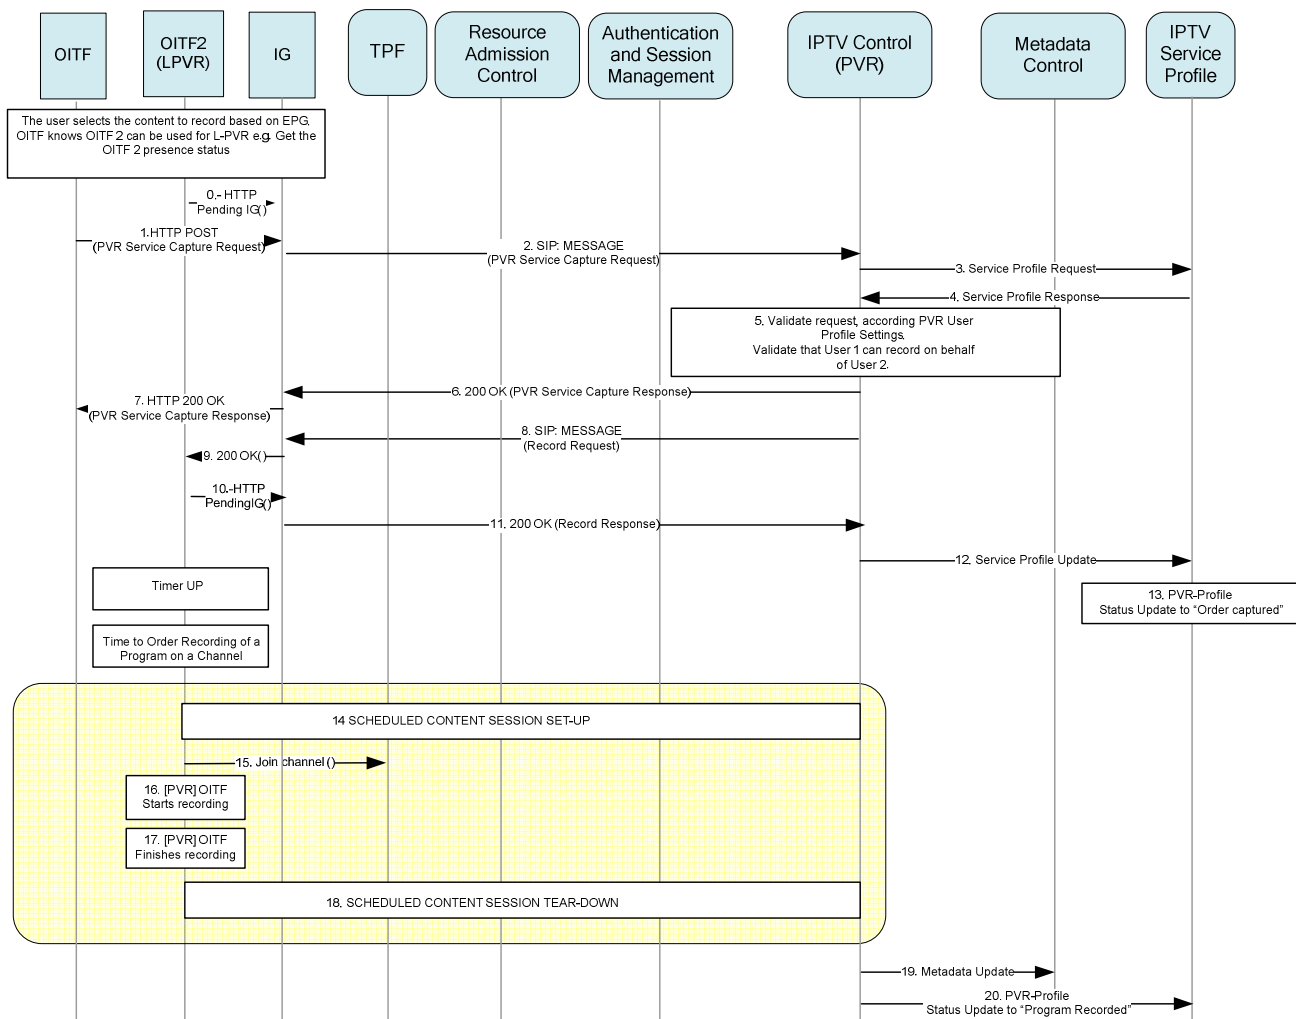 OITF
OITF2
(LPVR)
IG
TPF
Resource
Admission
Control
Authentication
and Session
Management
IPTV Control
(PVR)
Metadata
Control
IPTV
Service
Profile
The user selects the content to record based on EPG.
OITF knows OITF 2 can be used for L-PVR e.g. Get the
OITF 2 presence status
0.- HTTP
Pending IG()
1.HTTP POST
(PVR Service Capture Request)
2. SIP: MESSAGE
(PVR Service Capture Request)
3. Service Profile Request
4. Service Profile Response
5. Validate request, according PVR User
Profile Settings.
Validate that User 1 can record on behalf
of User 2.
6. 200 OK (PVR Service Capture Response)
7. HTTP 200 OK
(PVR Service Capture Response)
8. SIP: MESSAGE
(Record Request)
9. 200 OK()
10.-HTTP
PendingIG()
11. 200 OK (Record Response)
12. Service Profile Update
Timer UP
13. PVR-Profile
Status Update to “Order captured”
Time to Order Recording of a
Program on a Channel
14 SCHEDULED CONTENT SESSION SET-UP
15. Join channel()
16. [PVR] OITF
Starts recording
17. [PVR] OITF
Finishes recording
18. SCHEDULED CONTENT SESSION TEAR-DOWN
19. Metadata Update
20. PVR-Profile
Status Update to “Program Recorded”